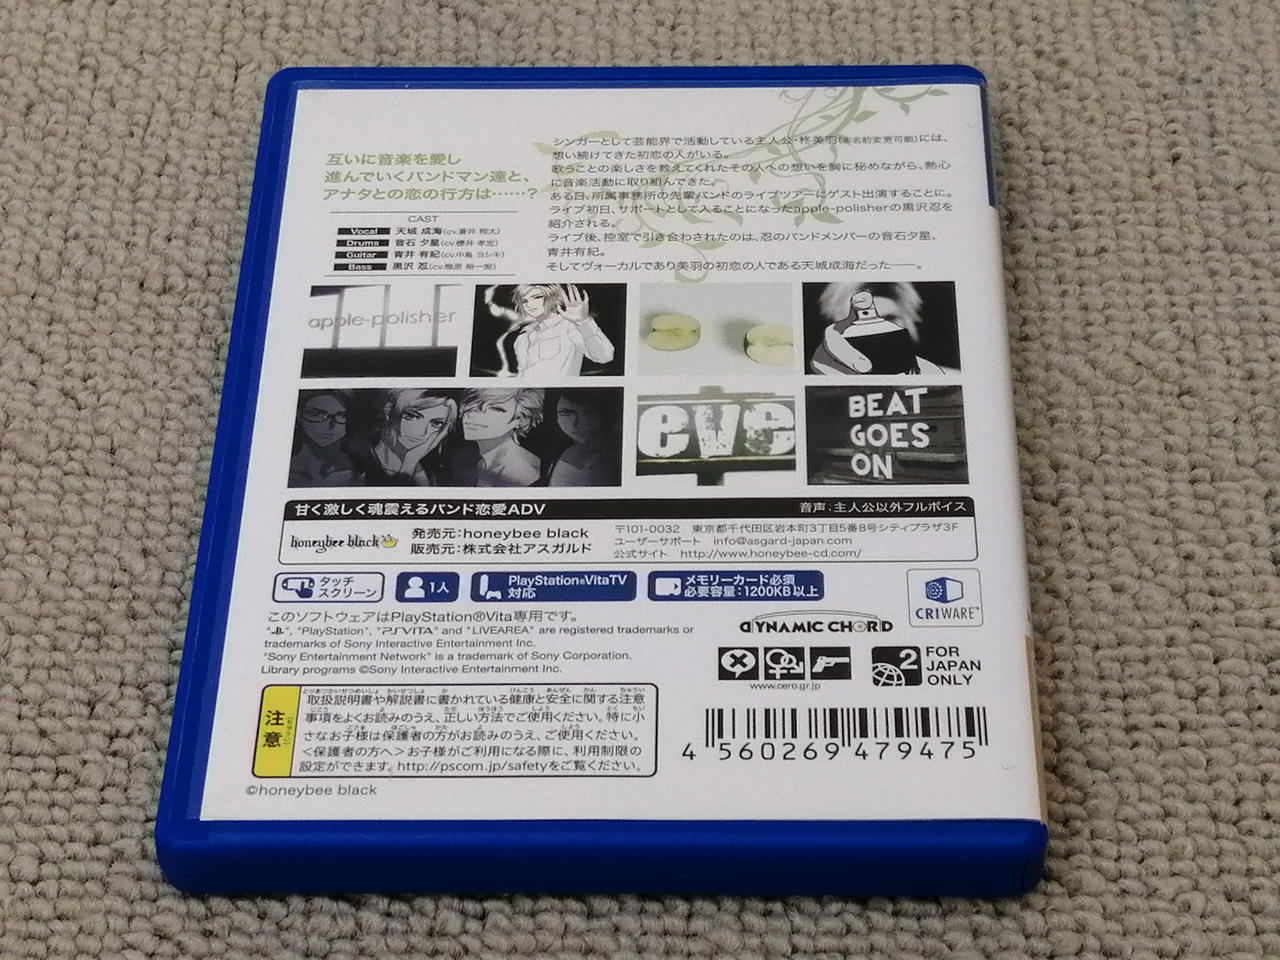 互いに音楽を愛し
進んでいくバンドマン達と、
アナタとの恋の行方は……?
CAST
Vocal 天城 成海(cv.蒼井 翔太)
Drums 音石 夕星(cv.櫻井 孝宏)
Guitar 青井 有紀(cv.中島 ヨシキ)
Bass 黒沢 忍(cv.梅原 裕一郎)
シンガーとして芸能界で活動している主人公・柊美羽(※名前変更可能)には、
想い続けてきた初恋の人がいる。
歌うことの楽しさを教えてくれたその人への想いを胸に秘めながら、熱心
に音楽活動に取り組んできた。
ある日、所属事務所の先輩バンドのライブツアーにゲスト出演することに。
ライブ初日、サポートとして入ることになったapple-polisherの黒沢忍を
紹介される。
ライブ後、控室で引き合わされたのは、忍のバンドメンバーの音石夕星、
青井有紀。
そしてヴォーカルであり美羽の初恋の人である天城成海だった――。
apple-polisher
eve
BEAT
GOES
ON
甘く激しく魂震えるバンド恋愛ADV
音声:主人公以外フルボイス
honeybee black
発売元:honeybee black
販売元:株式会社アスガルド
〒101-0032 東京都千代田区岩本町3丁目5番8号シティプラザ3F
ユーザーサポート info@asgard-japan.com
公式サイト http://www.honeybee-cd.com/
タッチ
スクリーン
1人
PlayStation®VitaTV
対応
メモリーカード必須
必要容量:1200KB以上
CRIWARE™
このソフトウェアはPlayStation®Vita専用です。
"PS", "PlayStation", "PSVITA" and "LIVEAREA" are registered trademarks or
trademarks of Sony Interactive Entertainment Inc.
"Sony Entertainment Network" is a trademark of Sony Corporation.
Library programs ©Sony Interactive Entertainment Inc.
DYNAMIC CHORD
www.cero.gr.jp
2
FOR
JAPAN
ONLY
注意
取扱説明書や解説書に書かれている健康と安全に関する注意
事項をよくお読みのうえ、正しい方法でご使用ください。特に小
さなお子様は保護者の方がお読みのうえ、ご使用ください。
<保護者の方へ>お子様がご利用になる際に、利用制限の
設定ができます。http://pscom.jp/safetyをご覧ください。
4 560269 479475
©honeybee black